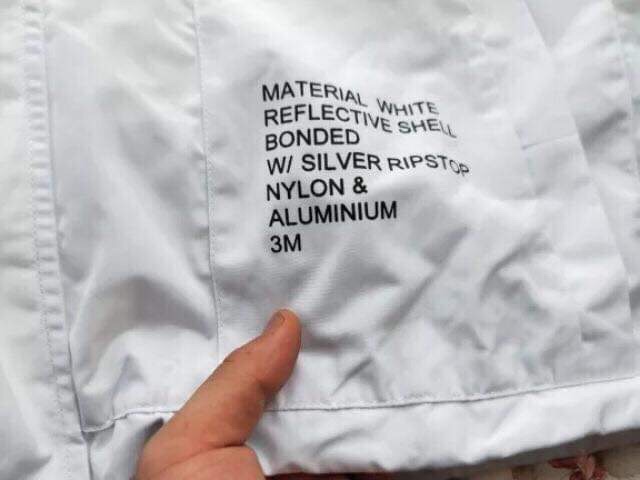 MATERIAL WHITE
REFLECTIVE SHELL
BONDED
W/ SILVER RIPSTOP
NYLON &
ALUMINIUM
3M